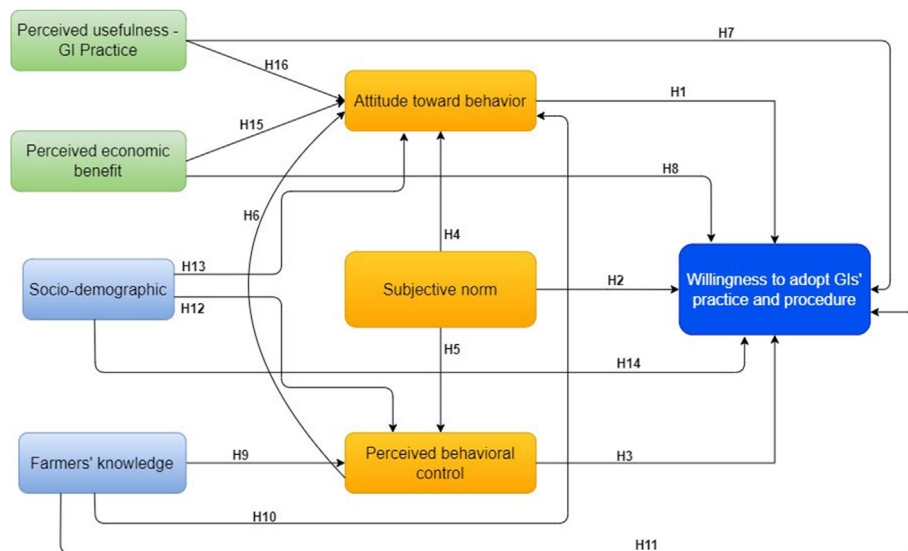 Perceived usefulness -
GI Practice
H7
H16
Attitude toward behavior
H1
H15
Perceived economic
benefit
H8
H6
H4
H13
Socio-demographic
H12
Subjective norm
H2
Willingness to adopt GIs'
practice and procedure
H5
H14
Farmers' knowledge
H9
Perceived behavioral
control
H3
H10
H11